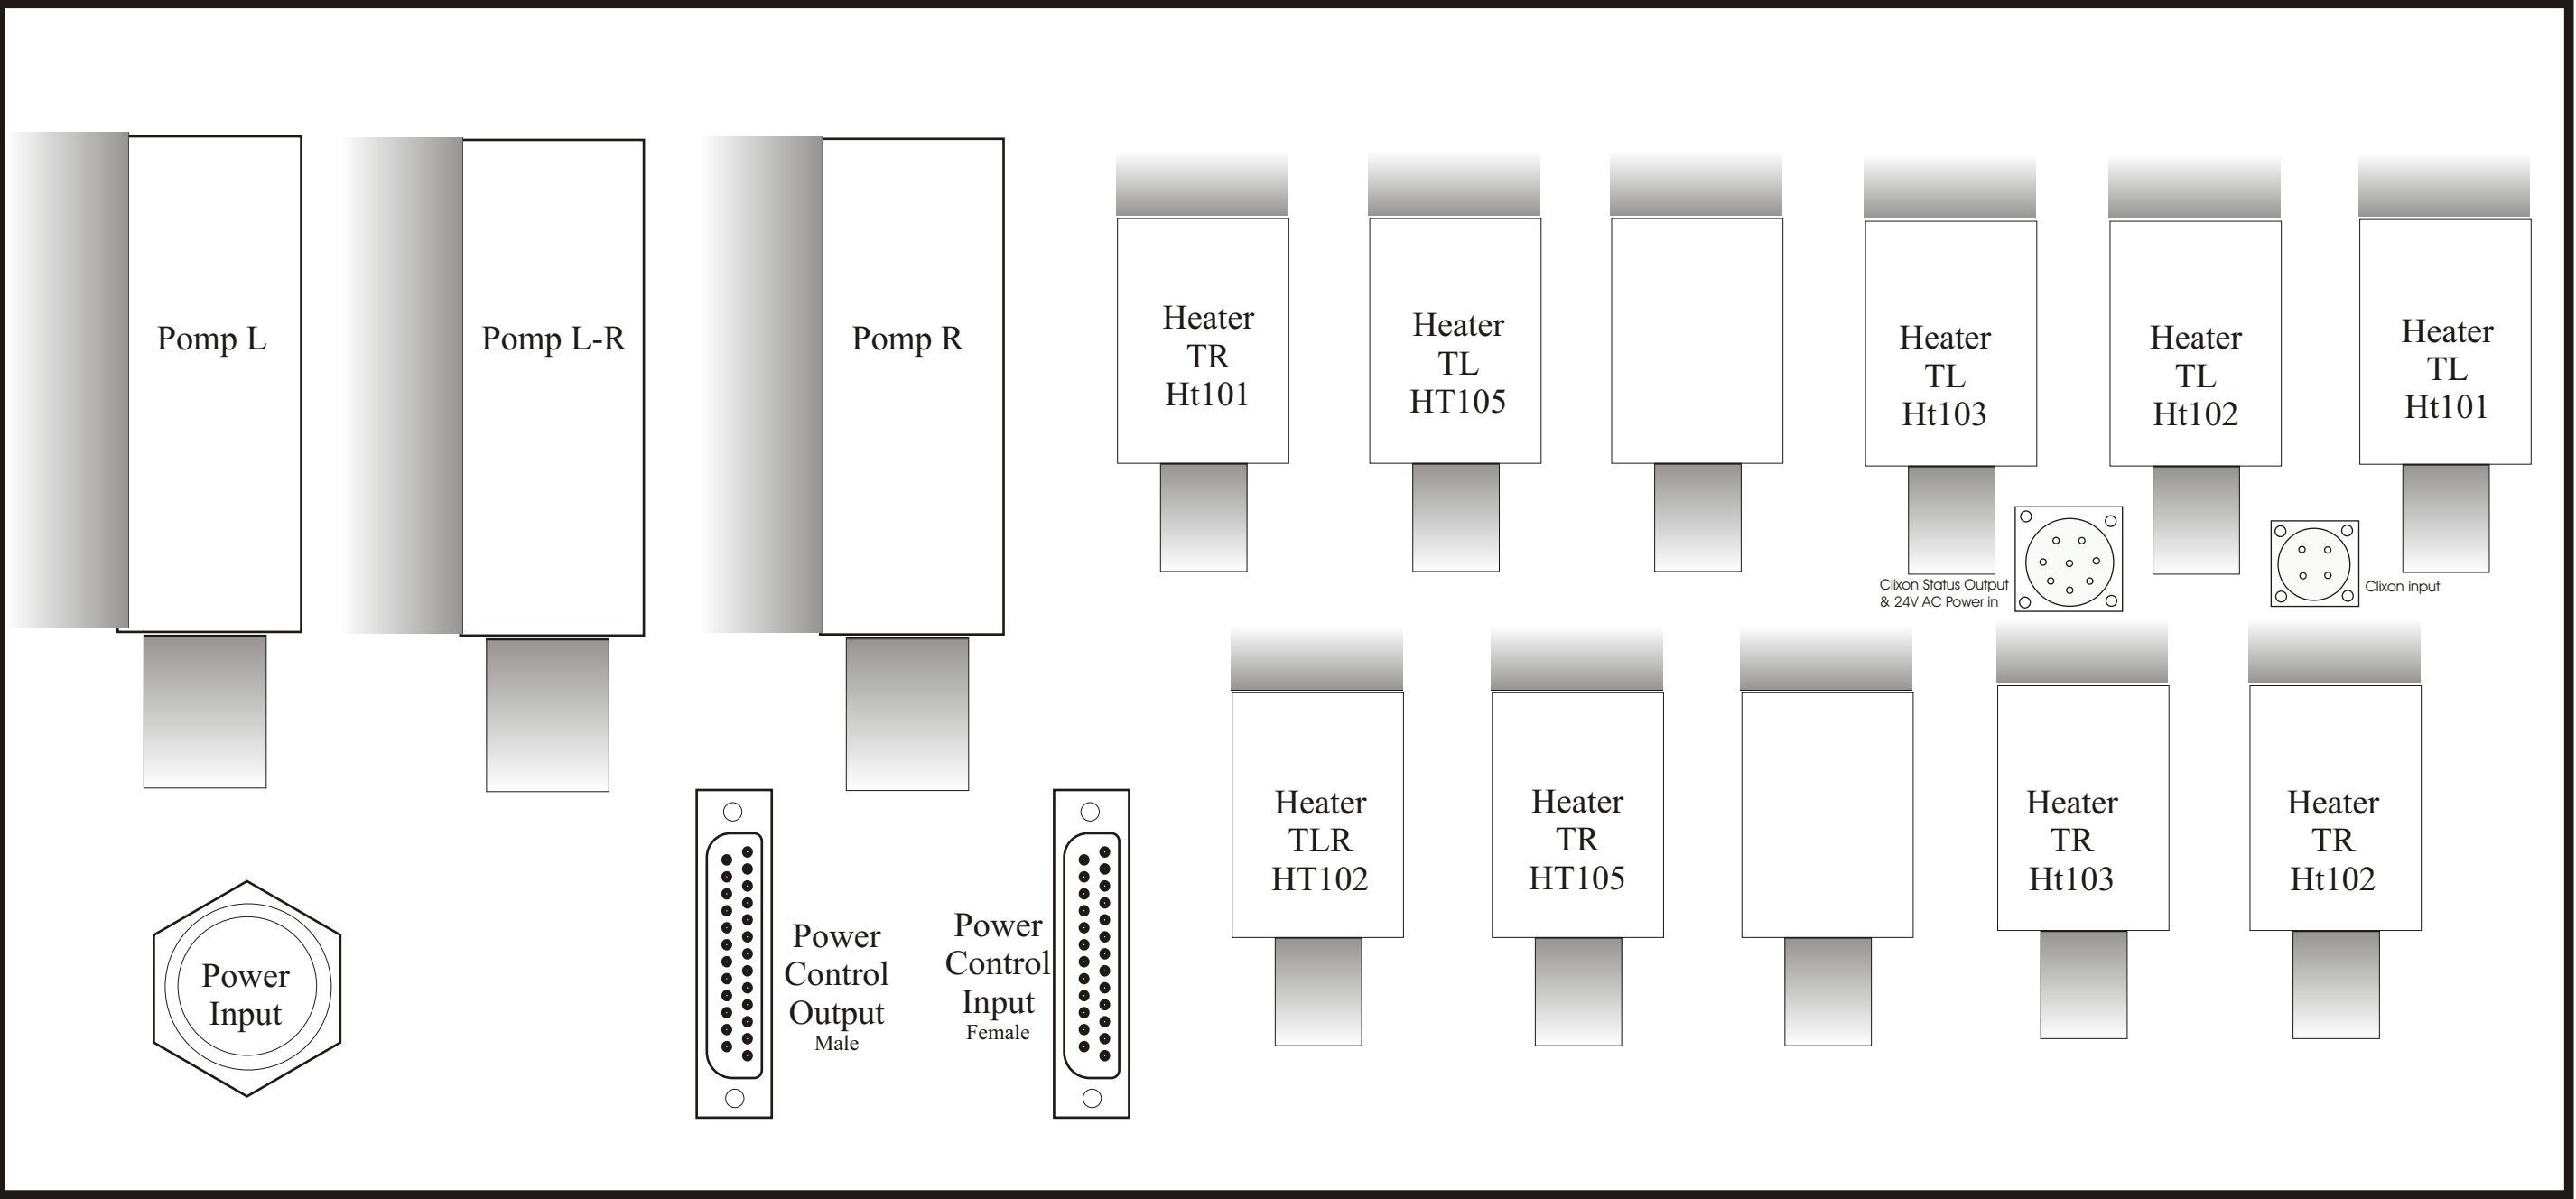 Pomp L
Pomp L-R
Pomp R
Heater
TR
Ht101
Heater
TL
HT105
Heater
TL
Ht103
Heater
TL
Ht102
Heater
TL
Ht101
Clixon Status Output
& 24V AC Power in
Clixon input
Heater
TLR
HT102
Heater
TR
HT105
Heater
TR
Ht103
Heater
TR
Ht102
Power
Input
Power
Control
Output
Male
Power
Control
Input
Female